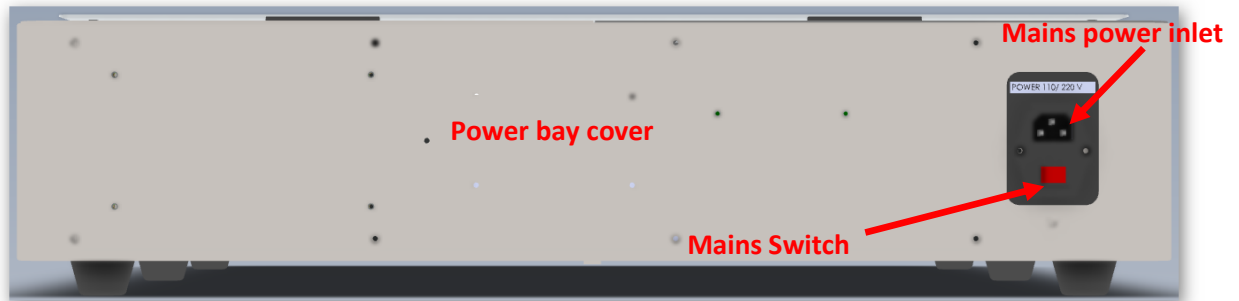 Mains power inlet
POWER 110/ 220 V
Power bay cover
Mains Switch